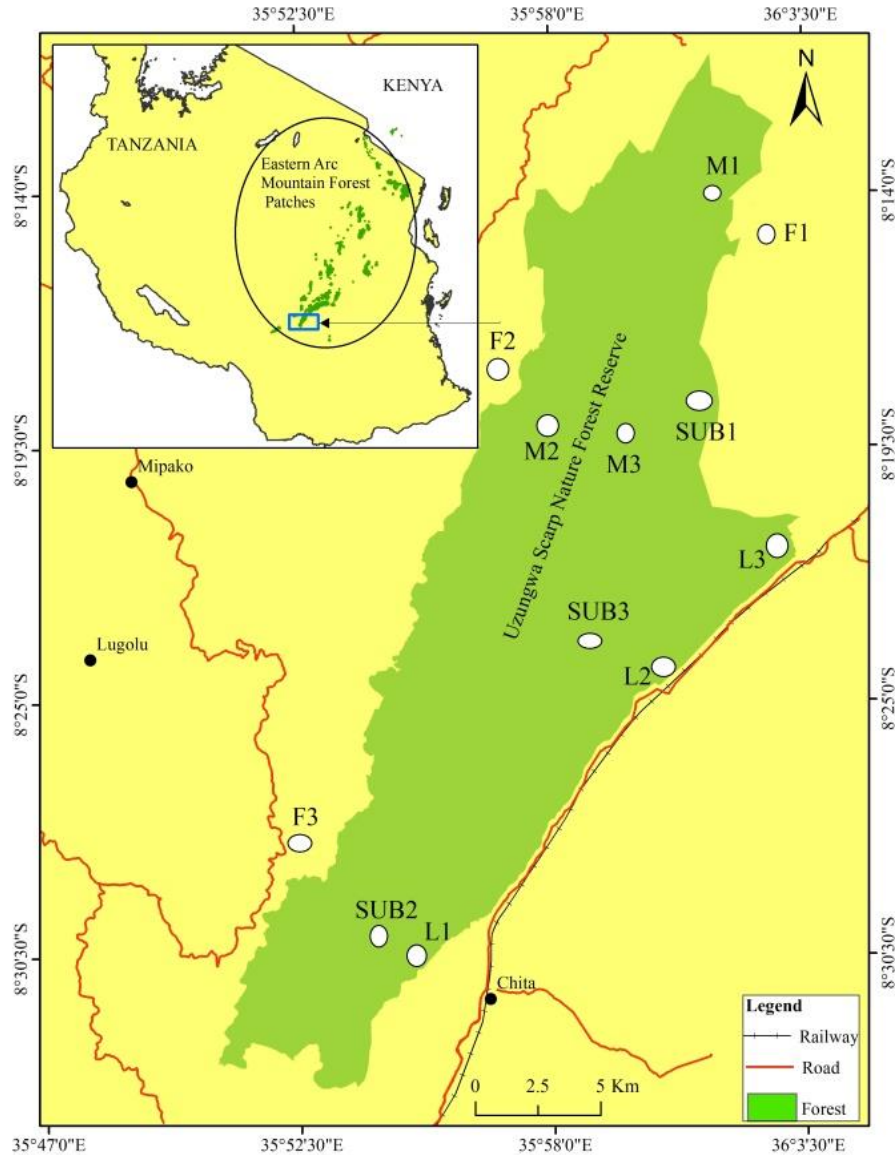 35°52'30"E
35°58'0"E
36°3'30"E
KENYA
TANZANIA
Eastern Arc
Mountain Forest
Patches
N
8°14'0"S
8°14'0"S
M1
F1
F2
M2
M3
SUB1
8°19'30"S
8°19'30"S
Mipako
Uzungwa Scarp Nature Forest Reserve
L3
SUB3
Lugolu
L2
8°25'0"S
8°25'0"S
F3
SUB2
L1
8°30'30"S
8°30'30"S
Chita
Legend
Railway
Road
Forest
0 2.5 5 Km
35°47'0"E
35°52'30"E
35°58'0"E
36°3'30"E